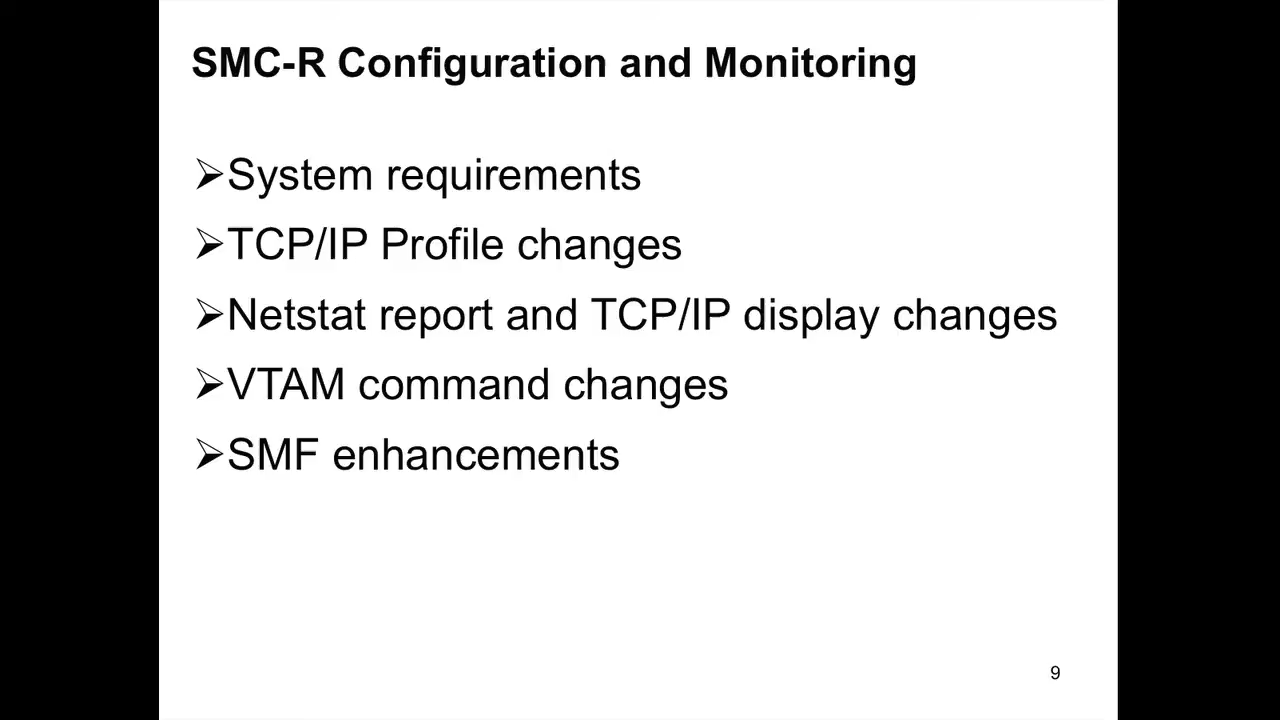 SMC-R Configuration and Monitoring
➢System requirements
➢TCP/IP Profile changes
➢Netstat report and TCP/IP display changes
➢VTAM command changes
➢SMF enhancements
9